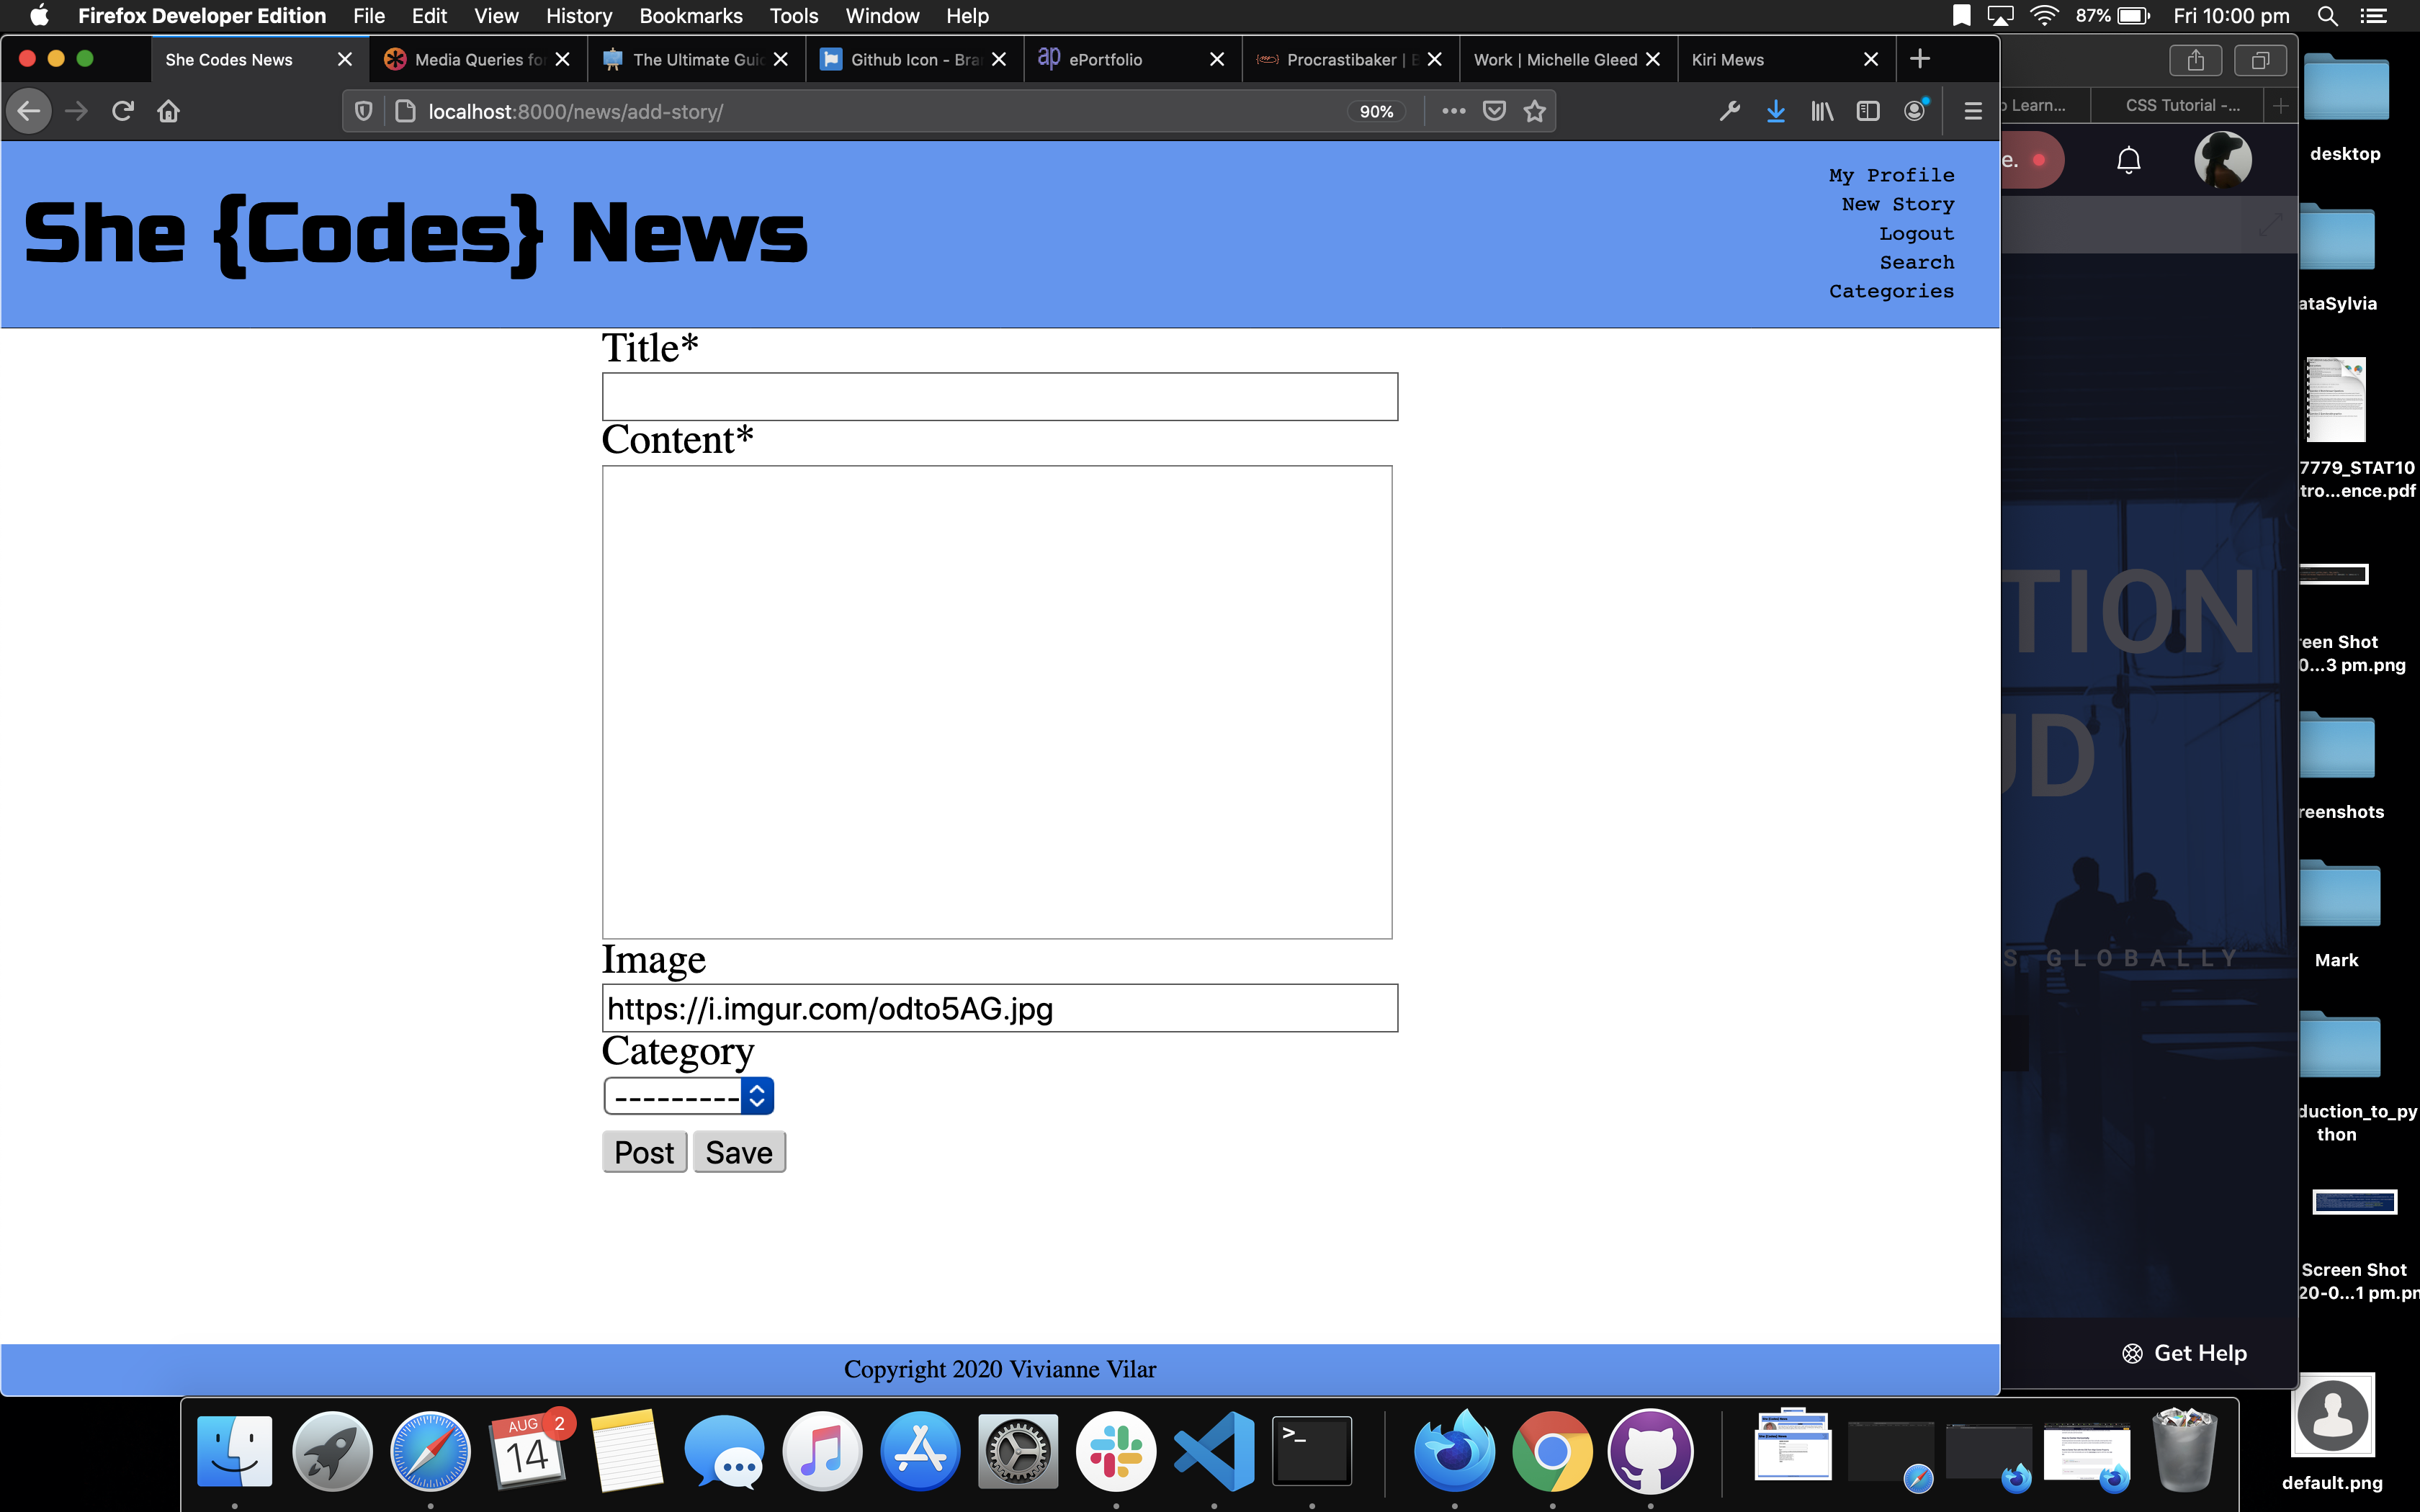 Firefox Developer Edition File Edit View History Bookmarks Tools Window Help 87% Fri 10:00 pm
She Codes News Media Queries for The Ultimate Gui Github Icon - Bra ePortfolio Procrastibaker | Work | Michelle Gleed Kiri Mews
localhost:8000/news/add-story/ 90%
Learn... CSS Tutorial -...
e.
She {Codes} News
My Profile
New Story
Logout
Search
Categories
Title*
Content*
Image
https://i.imgur.com/odto5AG.jpg
Category
---------
Post Save
Copyright 2020 Vivianne Vilar
TION
UD
S GLOBALLY
Get Help
desktop
ataSylvia
7779_STAT10
tro...ence.pdf
reen Shot
0...3 pm.png
reenshots
Mark
duction_to_py
thon
Screen Shot
20-0...1 pm.pn
default.png
AUG
14
2
>_